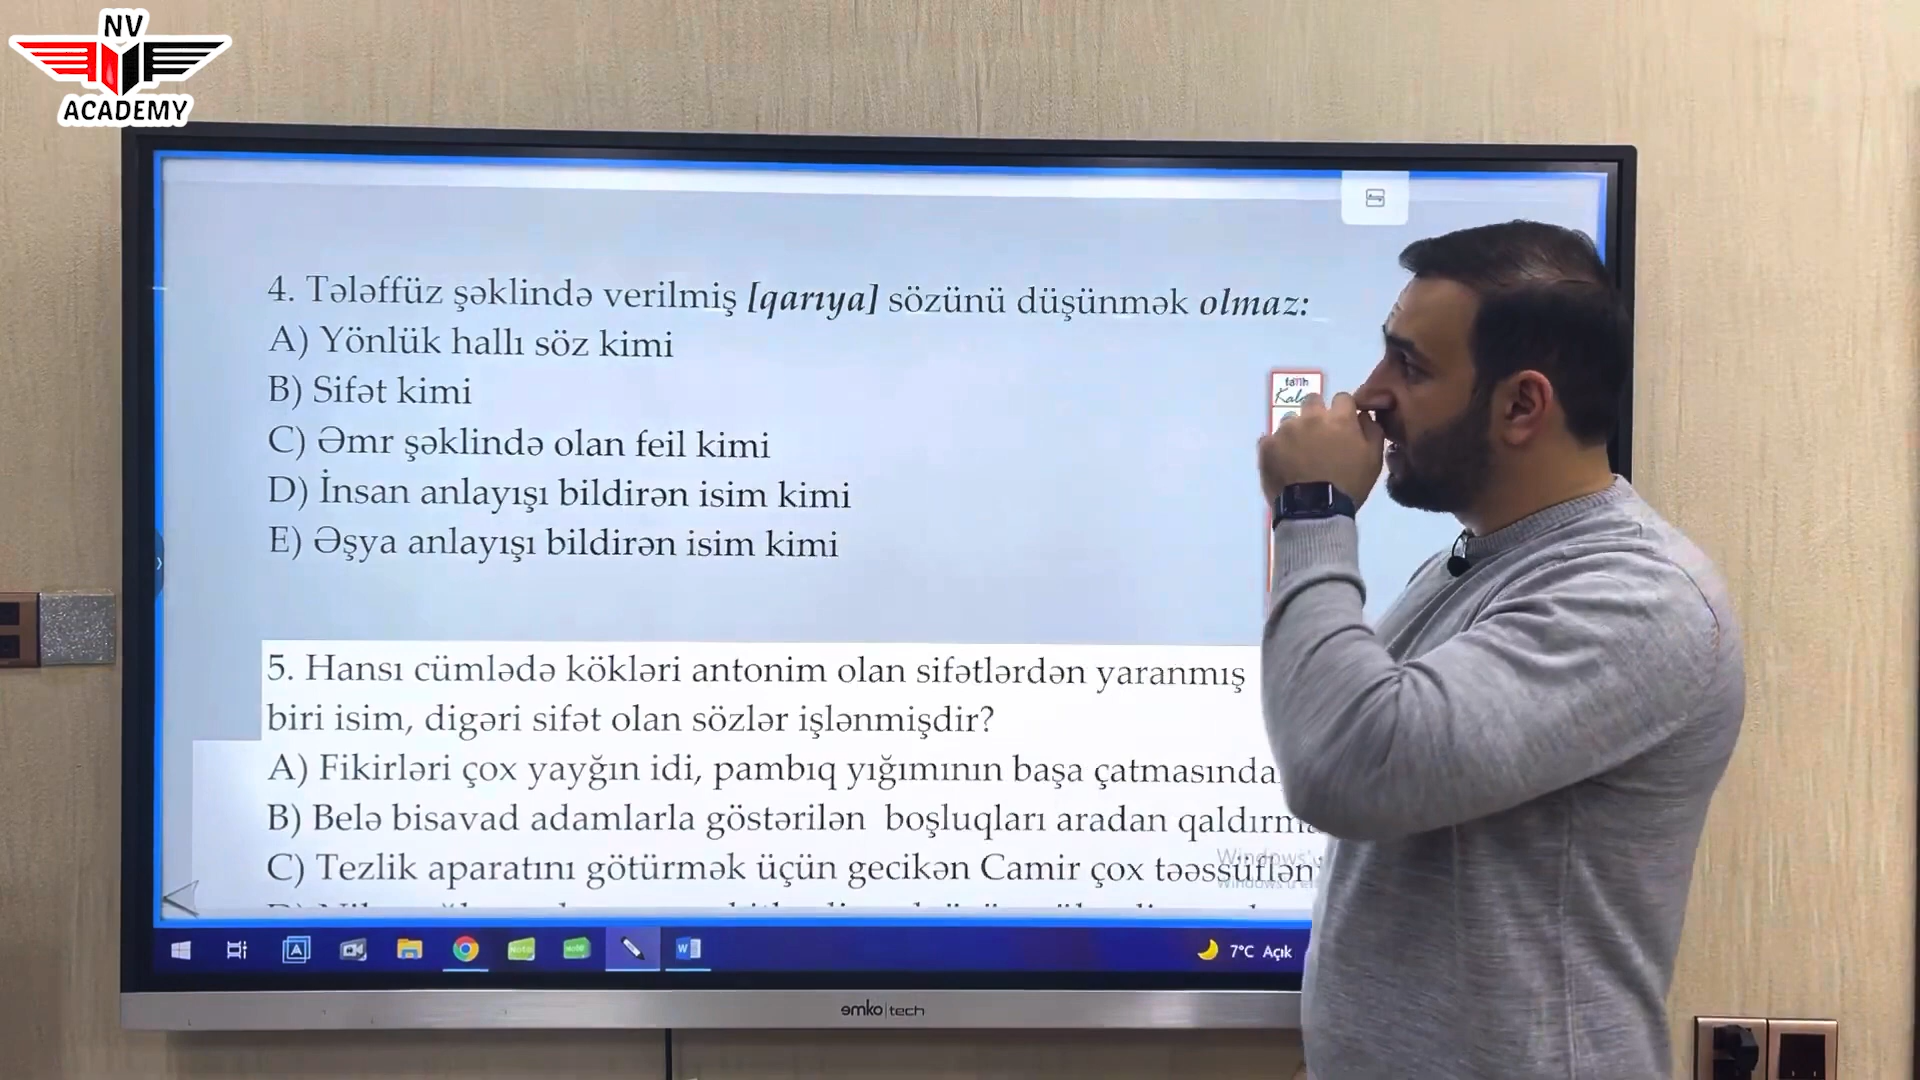 NV
ACADEMY
4. Tələffüz şəklində verilmiş [qarıya] sözünü düşünmək olmaz:
A) Yönlük hallı söz kimi
B) Sifət kimi
C) Əmr şəklində olan feil kimi
D) İnsan anlayışı bildirən isim kimi
E) Əşya anlayışı bildirən isim kimi
5. Hansı cümlədə kökləri antonim olan sifətlərdən yaranmış
biri isim, digəri sifət olan sözlər işlənmişdir?
A) Fikirləri çox yayğın idi, pambıq yığımının başa çatmasında
B) Belə bisavad adamlarla göstərilən boşluqları aradan qaldırm
C) Tezlik aparatını götürmək üçün gecikən Camir çox təəssüflən
7°C Açık
emko|tech